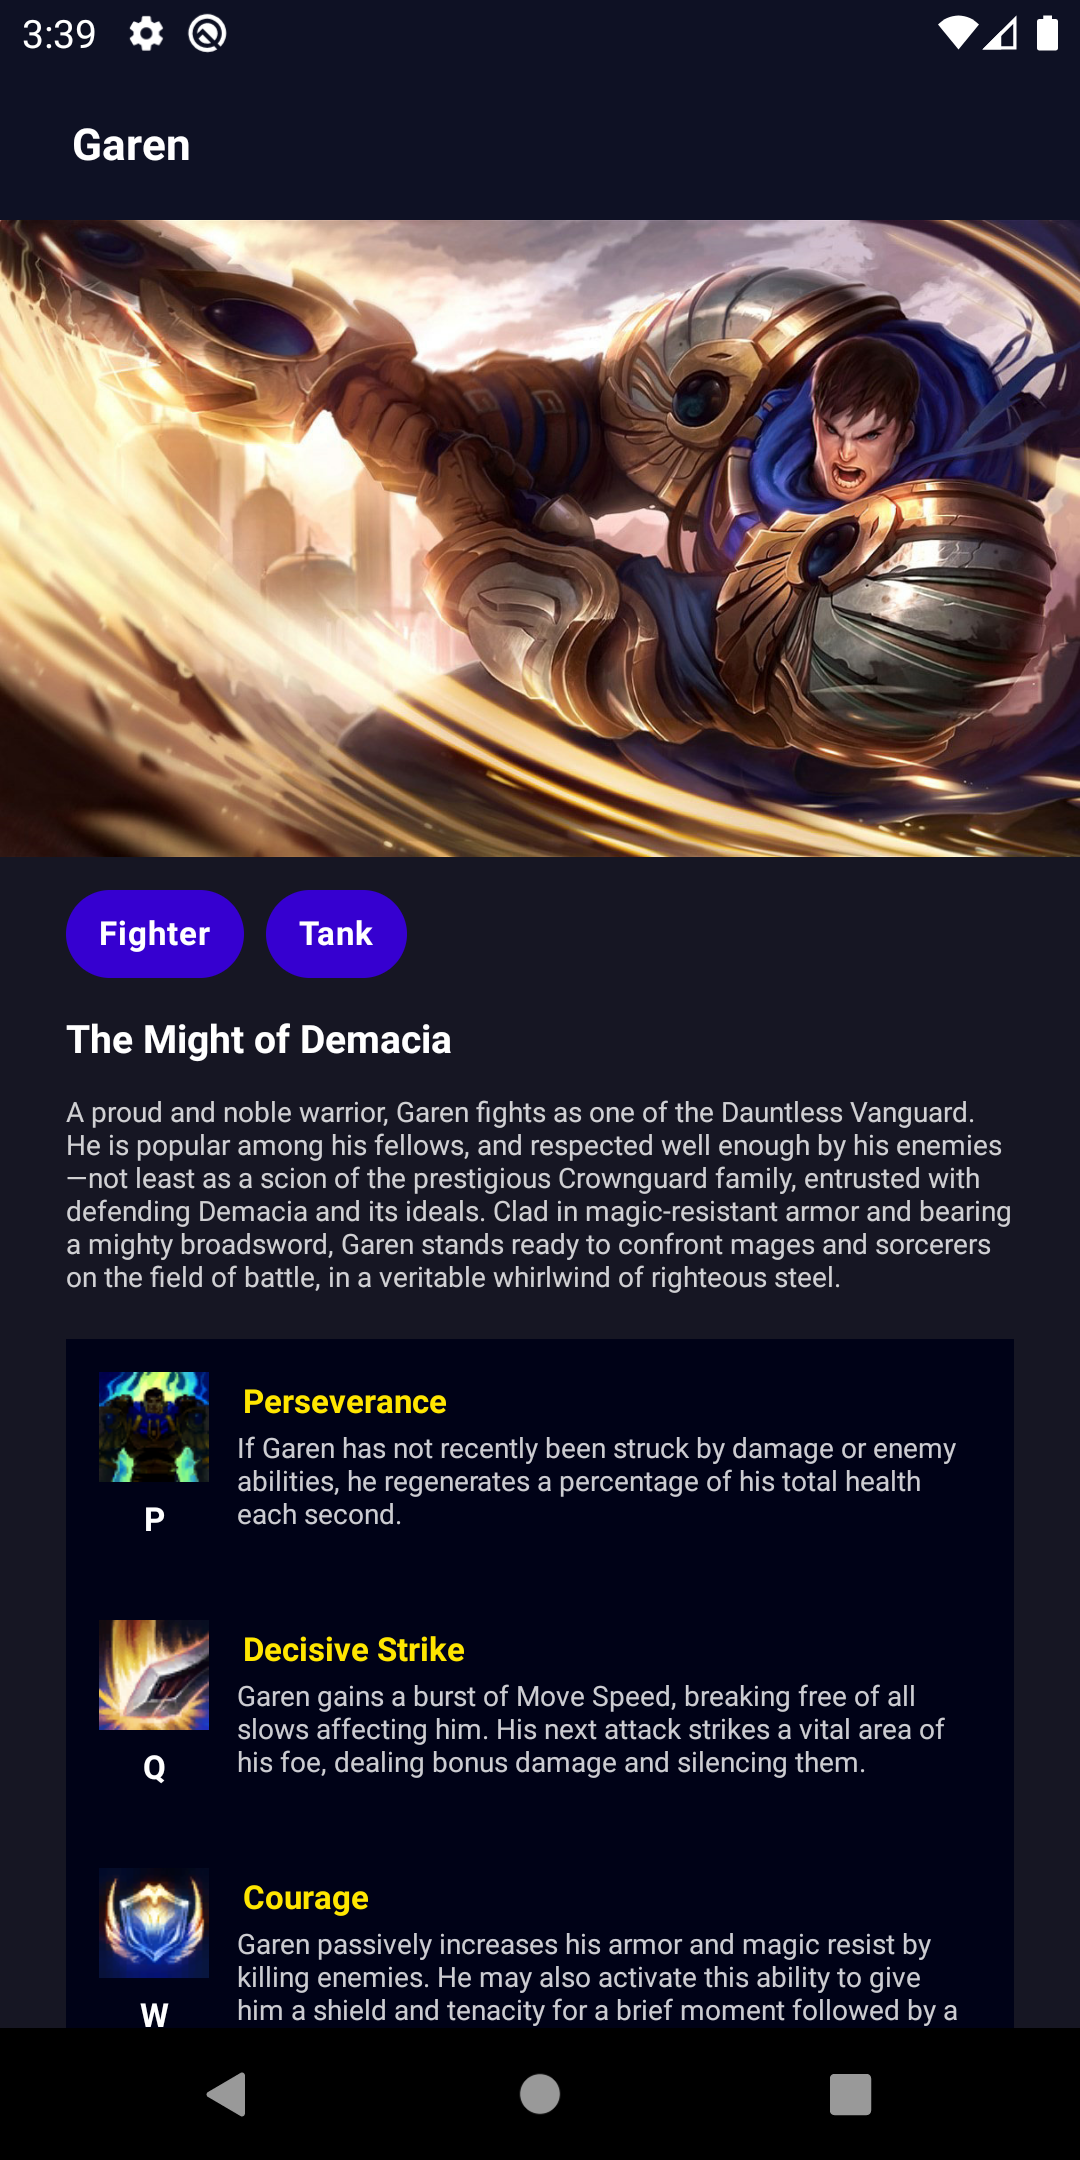 3:39
Garen
Fighter
Tank
The Might of Demacia
A proud and noble warrior, Garen fights as one of the Dauntless Vanguard.
He is popular among his fellows, and respected well enough by his enemies
—not least as a scion of the prestigious Crownguard family, entrusted with
defending Demacia and its ideals. Clad in magic-resistant armor and bearing
a mighty broadsword, Garen stands ready to confront mages and sorcerers
on the field of battle, in a veritable whirlwind of righteous steel.
Perseverance
If Garen has not recently been struck by damage or enemy
abilities, he regenerates a percentage of his total health
each second.
P
Decisive Strike
Garen gains a burst of Move Speed, breaking free of all
slows affecting him. His next attack strikes a vital area of
his foe, dealing bonus damage and silencing them.
Q
Courage
Garen passively increases his armor and magic resist by
killing enemies. He may also activate this ability to give
him a shield and tenacity for a brief moment followed by a
W